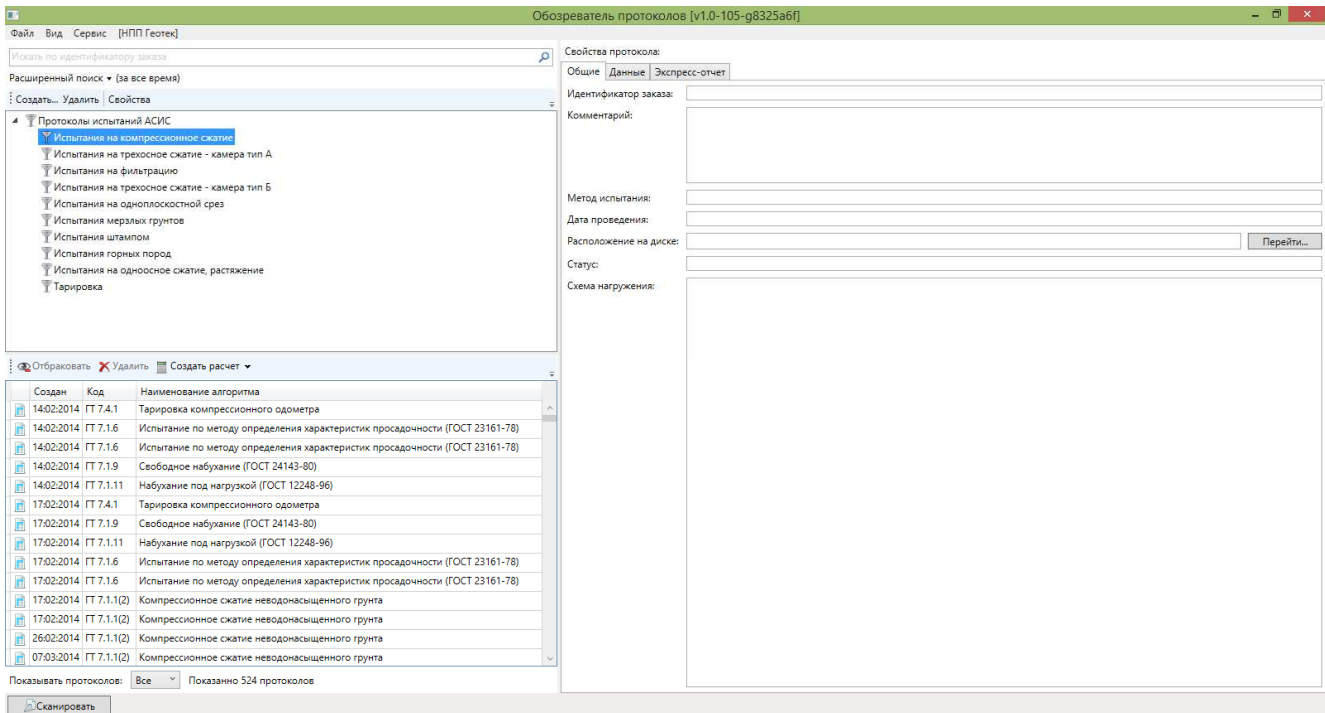 Обозреватель протоколов [v1.0-105-g8325a6f]
Файл Вид Сервис [НПП Геотек]
Искать по идентификатору заказа
Расширенный поиск (за все время)
Создать... Удалить Свойства
Протоколы испытаний АСИС
Испытания на компрессионное сжатие
Испытания на трехосное сжатие - камера тип А
Испытания на фильтрацию
Испытания на трехосное сжатие - камера тип Б
Испытания на одноплоскостной срез
Испытания мерзлых грунтов
Испытания штампом
Испытания горных пород
Испытания на одноосное сжатие, растяжение
Тарировка
Отбраковать Удалить Создать расчет
Создан Код Наименование алгоритма
14:02:2014 ГТ 7.4.1 Тарировка компрессионного одометра
14:02:2014 ГТ 7.1.6 Испытание по методу определения характеристик просадочности (ГОСТ 23161-78)
14:02:2014 ГТ 7.1.6 Испытание по методу определения характеристик просадочности (ГОСТ 23161-78)
14:02:2014 ГТ 7.1.9 Свободное набухание (ГОСТ 24143-80)
14:02:2014 ГТ 7.1.11 Набухание под нагрузкой (ГОСТ 12248-96)
17:02:2014 ГТ 7.4.1 Тарировка компрессионного одометра
17:02:2014 ГТ 7.1.9 Свободное набухание (ГОСТ 24143-80)
17:02:2014 ГТ 7.1.11 Набухание под нагрузкой (ГОСТ 12248-96)
17:02:2014 ГТ 7.1.6 Испытание по методу определения характеристик просадочности (ГОСТ 23161-78)
17:02:2014 ГТ 7.1.6 Испытание по методу определения характеристик просадочности (ГОСТ 23161-78)
17:02:2014 ГТ 7.1.1(2) Компрессионное сжатие неводонасыщенного грунта
17:02:2014 ГТ 7.1.1(2) Компрессионное сжатие неводонасыщенного грунта
26:02:2014 ГТ 7.1.1(2) Компрессионное сжатие неводонасыщенного грунта
07:03:2014 ГТ 7.1.1(2) Компрессионное сжатие неводонасыщенного грунта
Показывать протоколов: Все Показанно 524 протоколов
Сканировать
Свойства протокола:
Общие Данные Экспресс-отчет
Идентификатор заказа:
Комментарий:
Метод испытания:
Дата проведения:
Расположение на диске: Перейти...
Статус:
Схема нагружения: